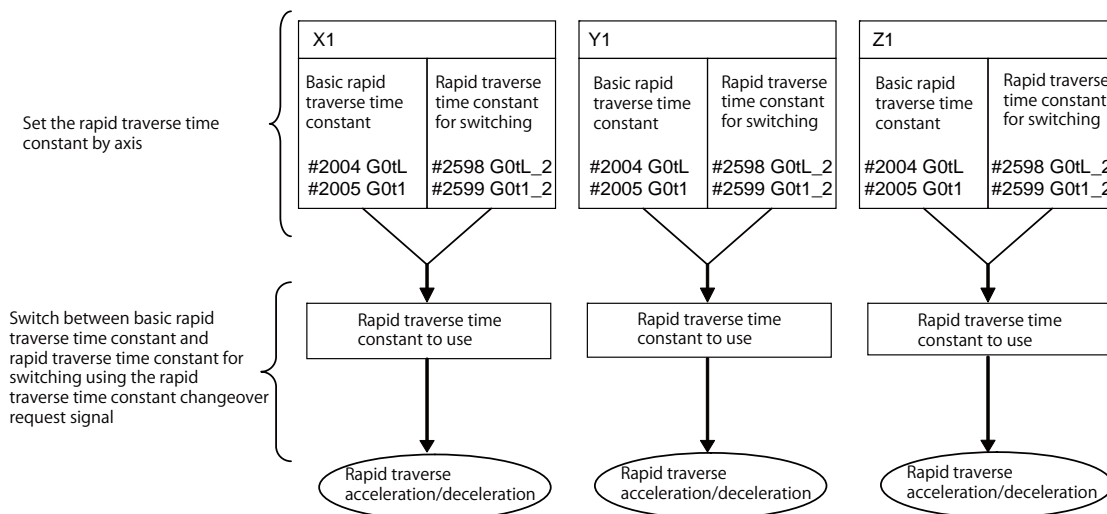 Set the rapid traverse time
constant by axis
X1
Basic rapid
traverse time
constant
#2004 G0tL
#2005 G0t1
Rapid traverse
time constant
for switching
#2598 G0tL_2
#2599 G0t1_2
Y1
Basic rapid
traverse time
constant
#2004 G0tL
#2005 G0t1
Rapid traverse
time constant
for switching
#2598 G0tL_2
#2599 G0t1_2
Z1
Basic rapid
traverse time
constant
#2004 G0tL
#2005 G0t1
Rapid traverse
time constant
for switching
#2598 G0tL_2
#2599 G0t1_2
Switch between basic rapid
traverse time constant and
rapid traverse time constant for
switching using the rapid
traverse time constant changeover
request signal
Rapid traverse time
constant to use
Rapid traverse time
constant to use
Rapid traverse time
constant to use
Rapid traverse
acceleration/deceleration
Rapid traverse
acceleration/deceleration
Rapid traverse
acceleration/deceleration